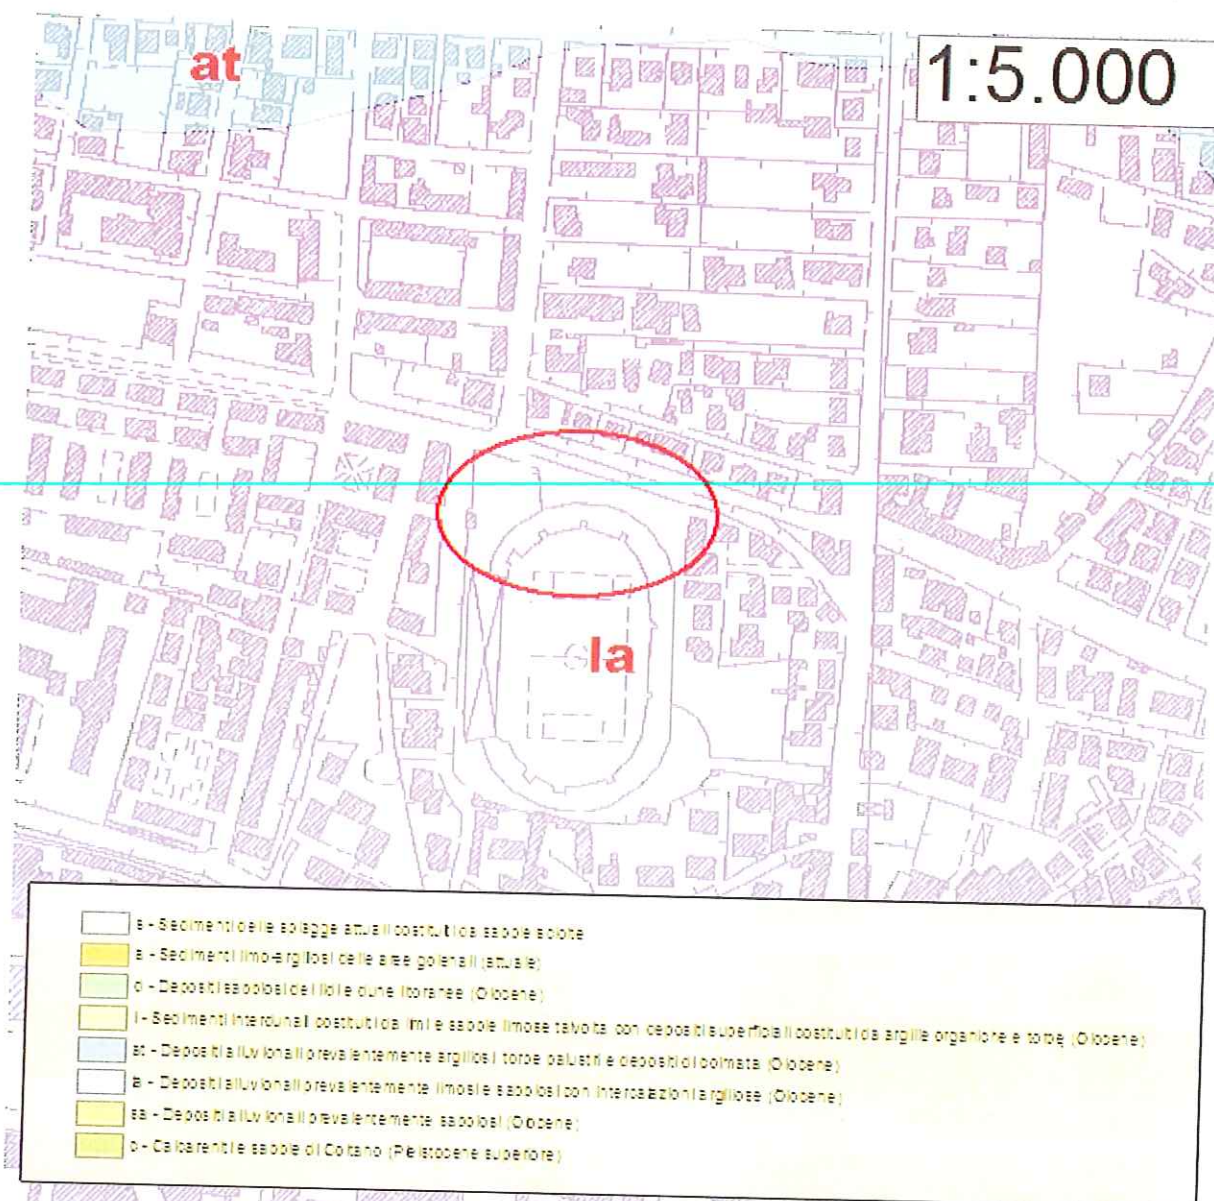 at
1:5.000
la
s - Sedimenti delle spiagge attuali costituiti da sabbie sciolte
a - Sedimenti limo-argillosi delle aree golenali (attuale)
d - Depositi sabbiosi dei lidi e dune litoranee (Olocene)
i - Sedimenti interdunali costituiti da limi e sabbie limose talvolta con depositi superficiali costituiti da argille organiche e torbe (Olocene)
at - Depositi alluvionali prevalentemente argillosi torbe palustri e depositi di colmata (Olocene)
la - Depositi alluvionali prevalentemente limosi e sabbiosi con intercalazioni argillose (Olocene)
sa - Depositi alluvionali prevalentemente sabbiosi (Olocene)
c - Calcareniti e sabbie di Coltano (Pleistocene superiore)